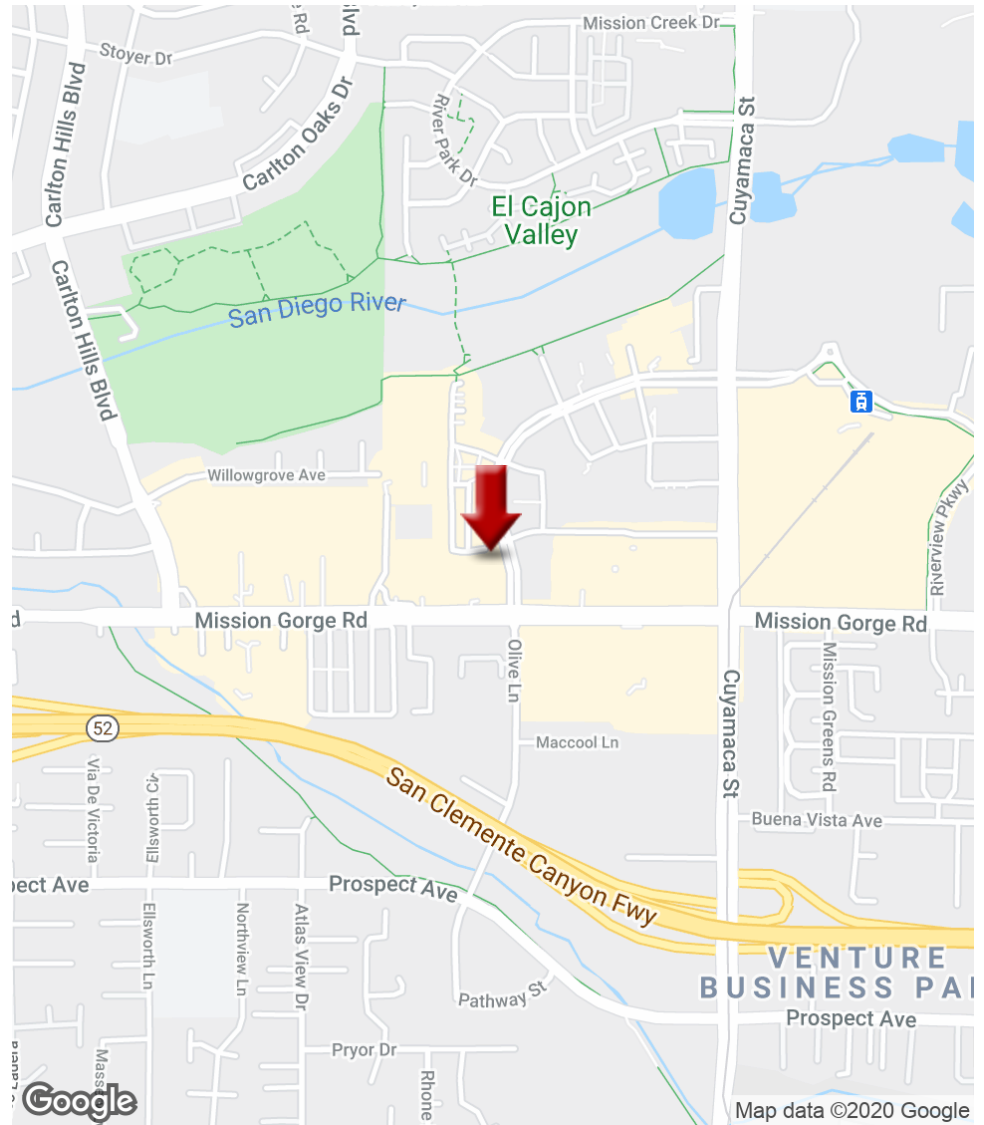 Mission Creek Dr
Rd
Blvd
Stoyer Dr
Carlton Hills Blvd
Carlton Oaks Dr
River Park Dr
Cuyamaca St
El Cajon
Valley
San Diego River
Carlton Hills Blvd
Willowgrove Ave
Riverview Pkwy
d
Mission Gorge Rd
Mission Gorge Rd
Olive Ln
Mission Greens Rd
Cuyamaca St
52
Maccool Ln
Via De Victoria
Ellsworth Cir
San Clemente Canyon Fwy
Buena Vista Ave
pect Ave
Prospect Ave
Ellsworth Ln
Northview Ln
Atlas View Dr
VENTURE
BUSINESS PA
Pathway St
Prospect Ave
Pryor Dr
Rhone
Google
Map data ©2020 Google